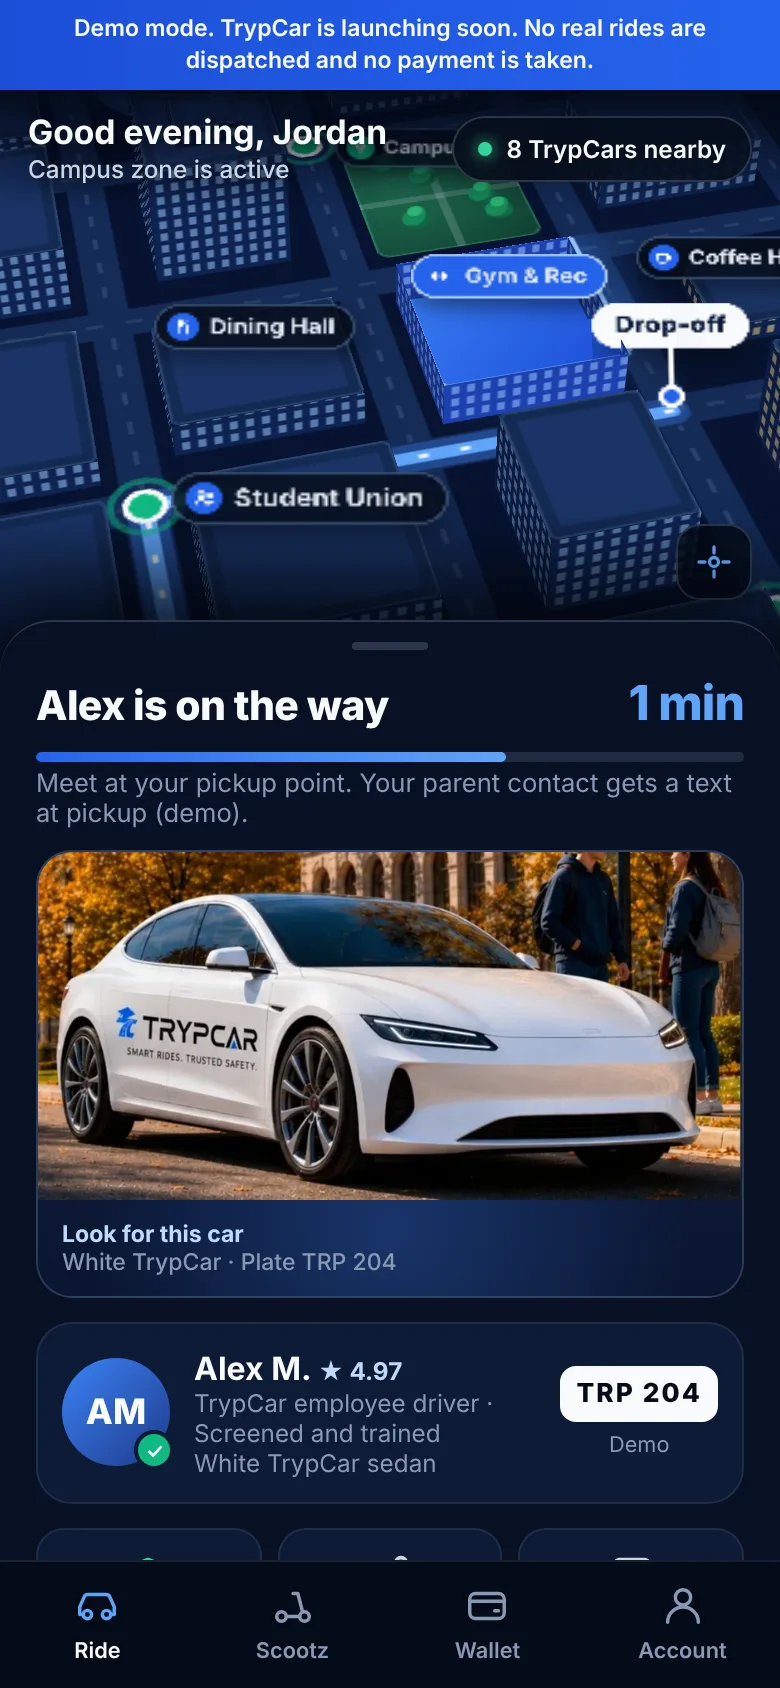 Demo mode. TrypCar is launching soon. No real rides are
dispatched and no payment is taken.
Good evening, Jordan
Campus zone is active
8 TrypCars nearby
Gym & Rec
Dining Hall
Drop-off
Student Union
Alex is on the way
1 min
Meet at your pickup point. Your parent contact gets a text
at pickup (demo).
TRYPCAR
SMART RIDES. TRUSTED SAFETY.
Look for this car
White TrypCar · Plate TRP 204
AM
Alex M. ★ 4.97
TrypCar employee driver ·
Screened and trained
White TrypCar sedan
TRP 204
Demo
Ride
Scootz
Wallet
Account